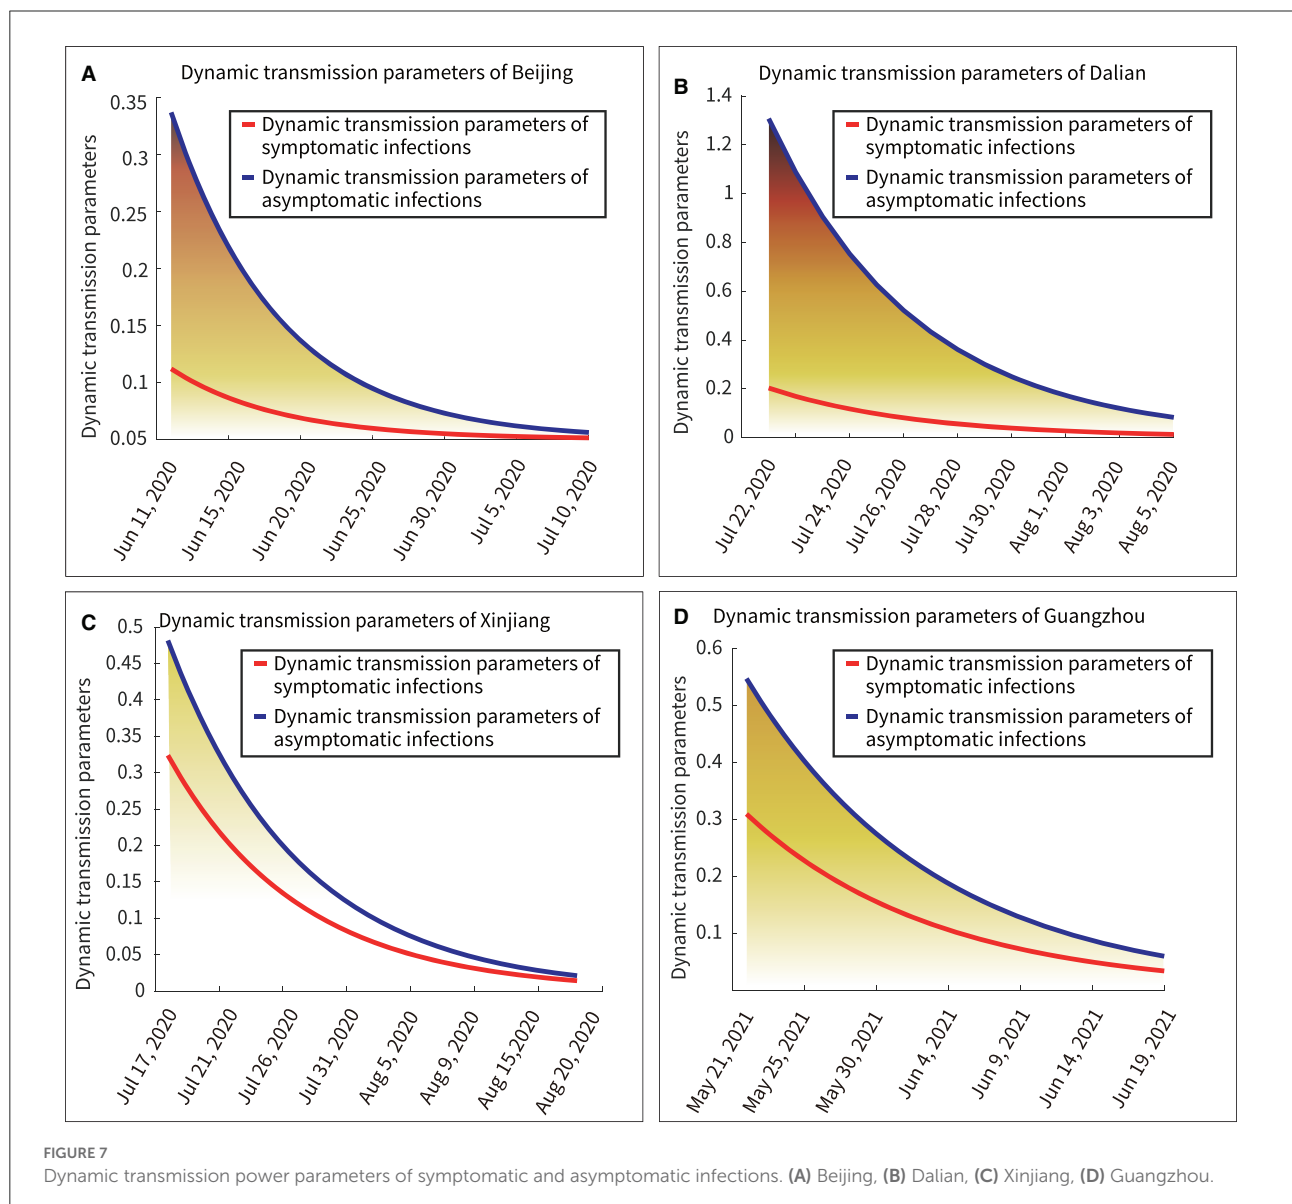 A
Dynamic transmission parameters of Beijing
Dynamic transmission parameters of
symptomatic infections
Dynamic transmission parameters of
asymptomatic infections
Dynamic transmission parameters
0.35
0.3
0.25
0.2
0.15
0.1
0.05
Jun 11, 2020
Jun 15, 2020
Jun 20, 2020
Jun 25, 2020
Jun 30, 2020
Jul 5, 2020
Jul 10, 2020
B
Dynamic transmission parameters of Dalian
Dynamic transmission parameters of
symptomatic infections
Dynamic transmission parameters of
asymptomatic infections
Dynamic transmission parameters
1.4
1.2
1
0.8
0.6
0.4
0.2
0
Jul 22, 2020
Jul 24, 2020
Jul 26, 2020
Jul 28, 2020
Jul 30, 2020
Aug 1, 2020
Aug 3, 2020
Aug 5, 2020
C
Dynamic transmission parameters of Xinjiang
Dynamic transmission parameters of
symptomatic infections
Dynamic transmission parameters of
asymptomatic infections
Dynamic transmission parameters
0.5
0.45
0.4
0.35
0.3
0.25
0.2
0.15
0.1
0.05
0
Jul 17, 2020
Jul 21, 2020
Jul 26, 2020
Jul 31, 2020
Aug 5, 2020
Aug 9, 2020
Aug 15,2020
Aug 20, 2020
D
Dynamic transmission parameters of Guangzhou
Dynamic transmission parameters of
symptomatic infections
Dynamic transmission parameters of
asymptomatic infections
Dynamic transmission parameters
0.6
0.5
0.4
0.3
0.2
0.1
May 21, 2021
May 25, 2021
May 30, 2021
Jun 4, 2021
Jun 9, 2021
Jun 14, 2021
Jun 19, 2021
FIGURE 7
Dynamic transmission power parameters of symptomatic and asymptomatic infections. (A) Beijing, (B) Dalian, (C) Xinjiang, (D) Guangzhou.